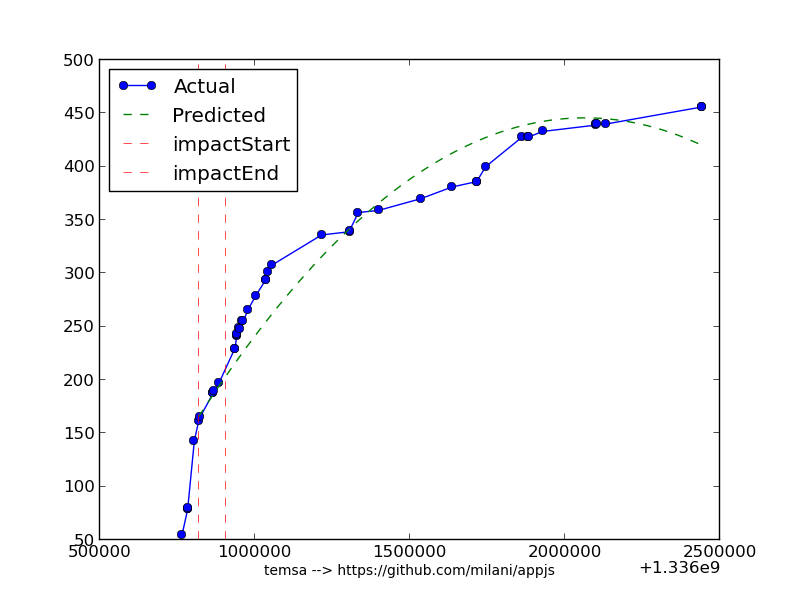 500
450
400
350
300
250
200
150
100
50
Actual
Predicted
impactStart
impactEnd
500000 1000000 1500000 2000000 2500000
+1.336e9
temsa --> https://github.com/milani/appjs